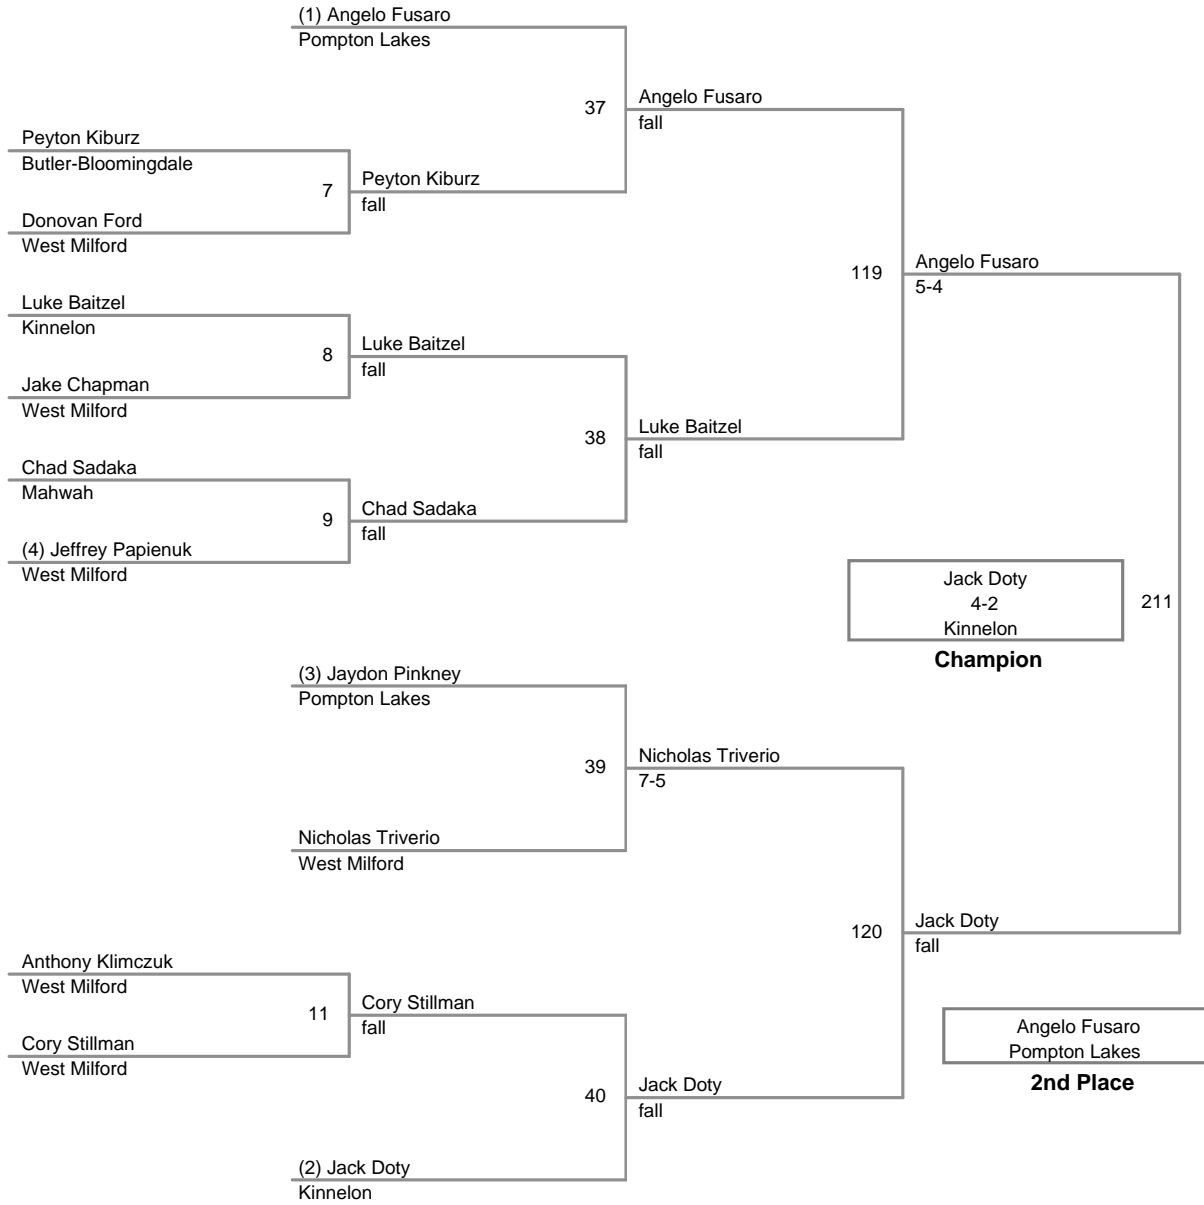 (1) Angelo Fusaro
Pompton Lakes
37
Angelo Fusaro
fall
Peyton Kiburz
Butler-Bloomingdale
7
Peyton Kiburz
fall
Donovan Ford
West Milford
119
Angelo Fusaro
5-4
Luke Baitzel
Kinnelon
8
Luke Baitzel
fall
Jake Chapman
West Milford
38
Luke Baitzel
fall
Chad Sadaka
Mahwah
9
Chad Sadaka
fall
(4) Jeffrey Papienuk
West Milford
Jack Doty
4-2
Kinnelon
Champion
211
(3) Jaydon Pinkney
Pompton Lakes
39
Nicholas Triverio
7-5
Nicholas Triverio
West Milford
120
Jack Doty
fall
Anthony Klimczuk
West Milford
11
Cory Stillman
fall
Cory Stillman
West Milford
Angelo Fusaro
Pompton Lakes
2nd Place
40
Jack Doty
fall
(2) Jack Doty
Kinnelon